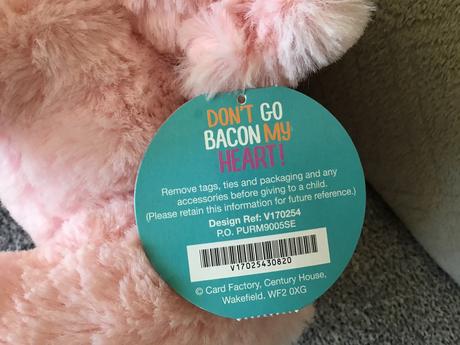 DON'T GO
BACON MY
HEART!
Remove tags, ties and packaging and any
accessories before giving to a child.
(Please retain this information for future reference.)
Design Ref: V170254
P.O. PURM9005SE
V17025430820
© Card Factory, Century House,
Wakefield. WF2 0XG